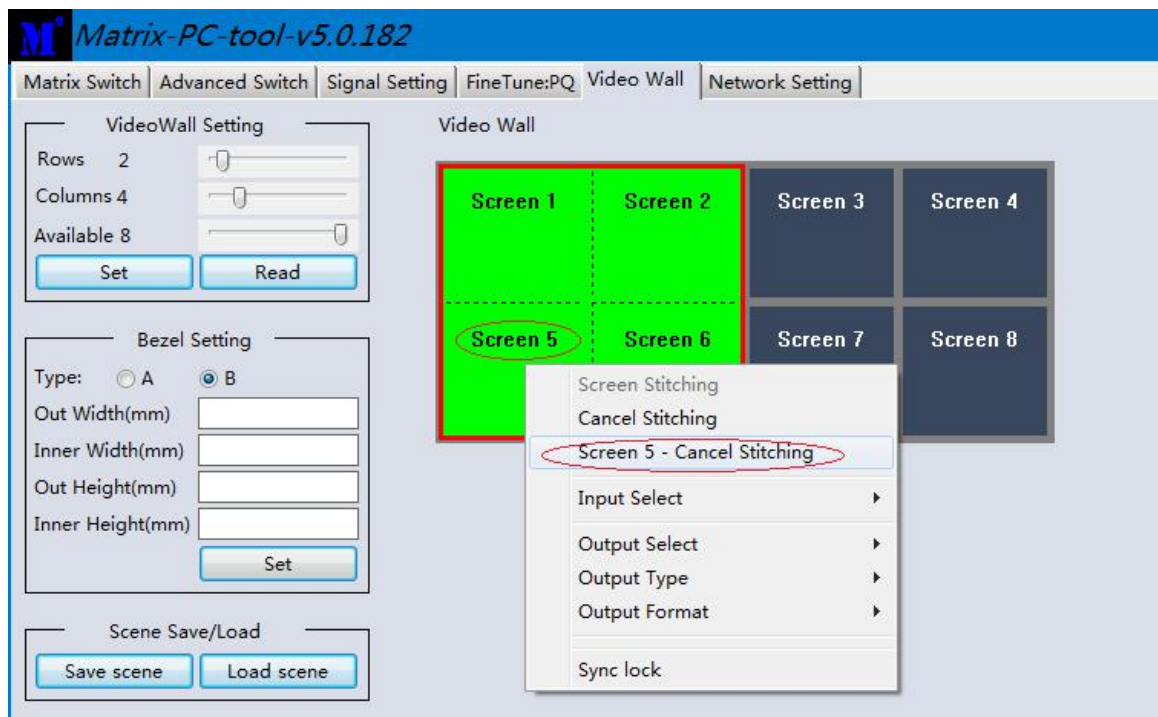 Matrix-PC-tool-v5.0.182
Matrix Switch Advanced Switch Signal Setting FineTune:PQ Video Wall Network Setting
VideoWall Setting
Rows 2
Columns 4
Available 8
Set Read
Bezel Setting
Type: A B
Out Width(mm)
Inner Width(mm)
Out Height(mm)
Inner Height(mm)
Set
Scene Save/Load
Save scene Load scene
Video Wall
Screen 1 Screen 2 Screen 3 Screen 4
Screen 5 Screen 6 Screen 7 Screen 8
Screen Stitching
Cancel Stitching
Screen 5 - Cancel Stitching
Input Select
Output Select
Output Type
Output Format
Sync lock